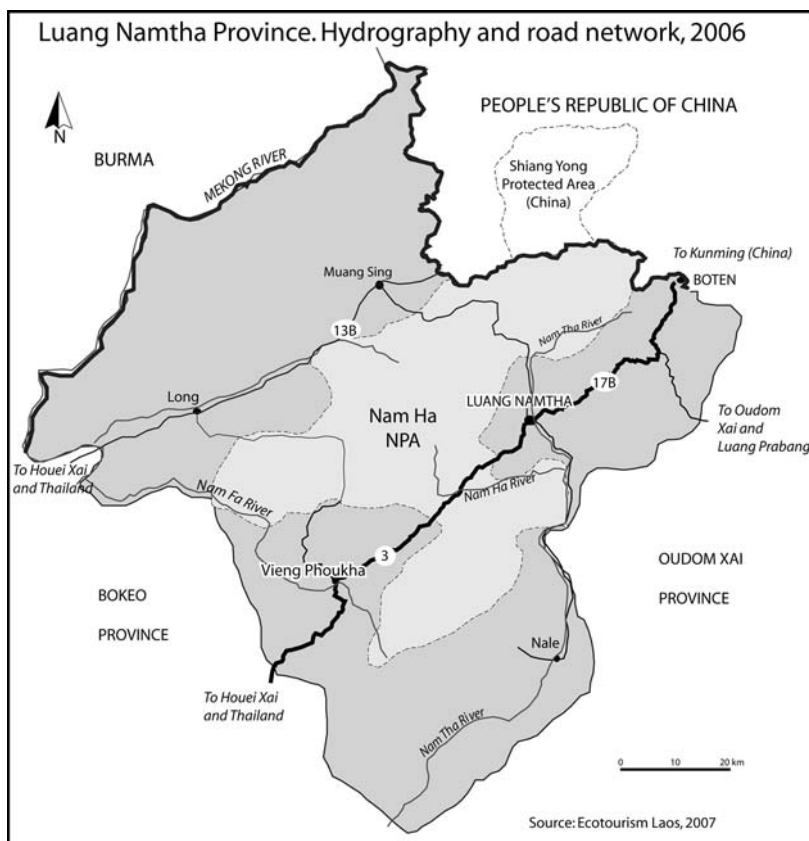 Luang Namtha Province. Hydrography and road network, 2006
PEOPLE'S REPUBLIC OF CHINA
N
BURMA
MEKONG RIVER
Shiang Yong
Protected Area
(China)
To Kunming (China)
BOTEN
Muang Sing
13B
Nam Tha River
17B
Long
LUANG NAMTHA
Nam Ha
NPA
To Oudom
Xai and
Luang Prabang
To Houei Xai
and Thailand
Nam Fa River
Nam Ha River
3
Vieng Phoukha
OUDOM XAI
PROVINCE
BOKEO
PROVINCE
Nale
To Houei Xai
and Thailand
Nam Tha River
0 10 20 km
Source: Ecotourism Laos, 2007